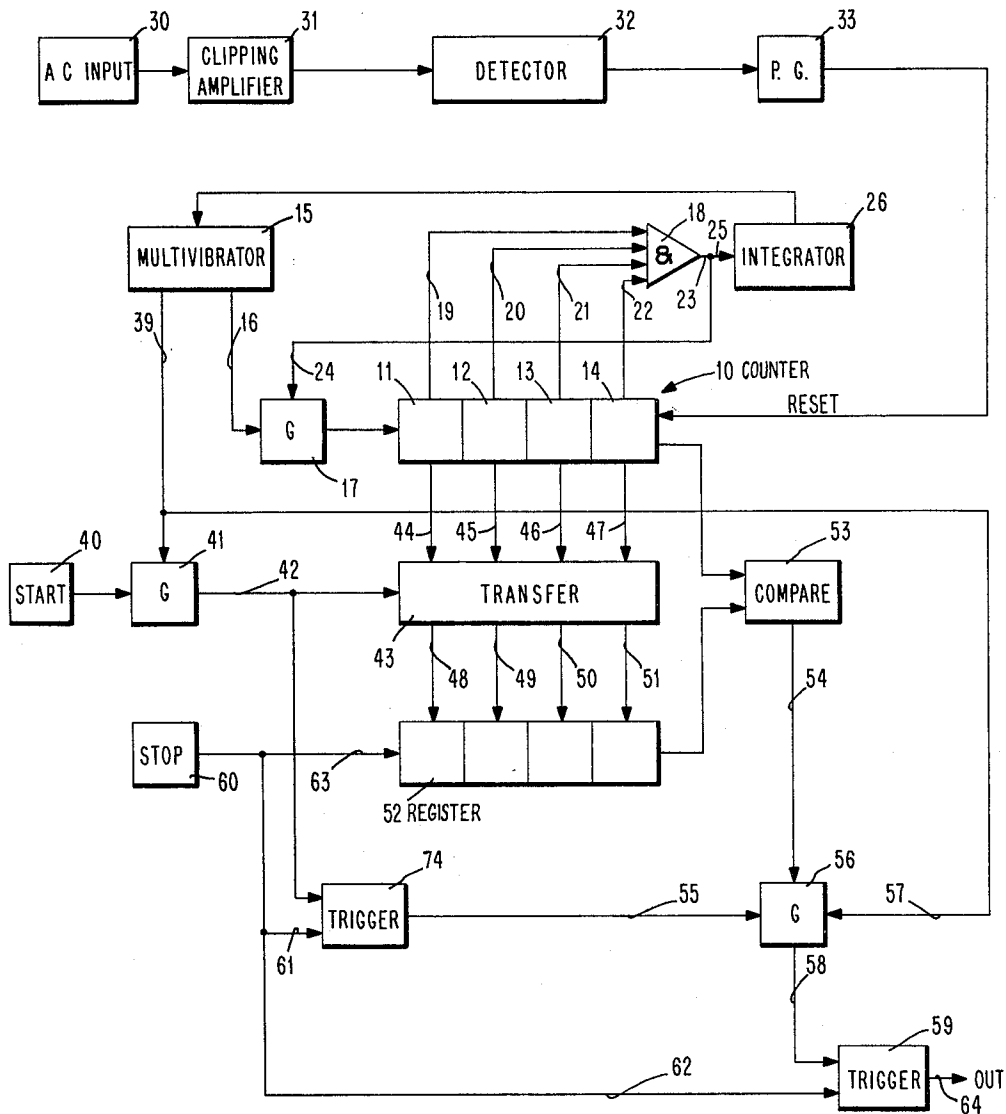 30
31
32
33
A C INPUT
CLIPPING
AMPLIFIER
DETECTOR
P. G.
15
18
25
26
MULTIVIBRATOR
&
INTEGRATOR
23
19
20
21
22
39
16
24
11
12
13
14
10 COUNTER
RESET
G
17
44
45
46
47
40
41
42
53
START
G
TRANSFER
COMPARE
43
48
49
50
51
54
STOP
60
63
52 REGISTER
74
56
TRIGGER
55
G
57
61
58
59
62
TRIGGER
OUT
64